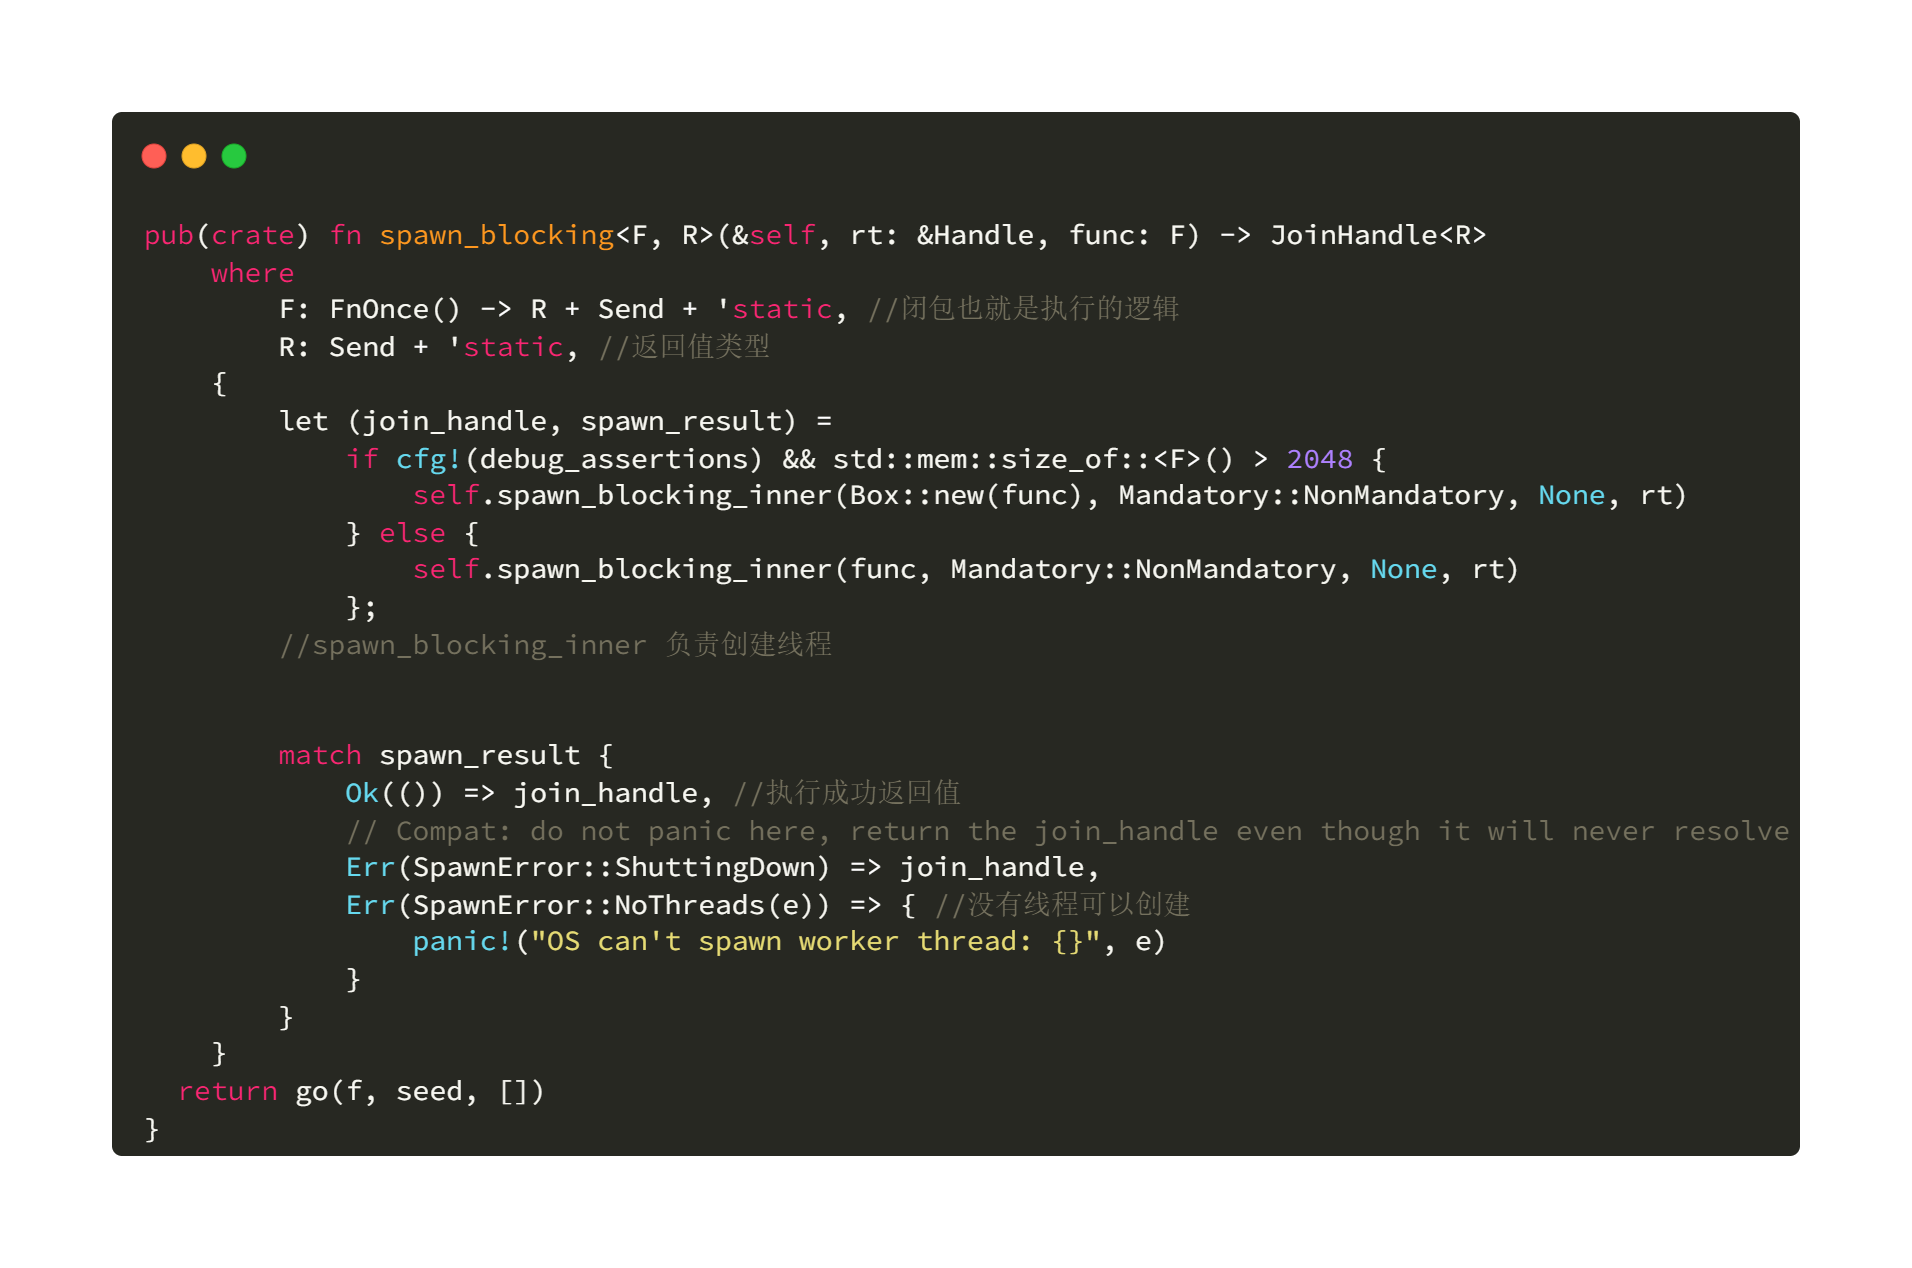 pub(crate) fn spawn_blocking<F, R>(&self, rt: &Handle, func: F) -> JoinHandle<R>
    where
        F: FnOnce() -> R + Send + 'static, //闭包也就是执行的逻辑
        R: Send + 'static, //返回值类型
    {
        let (join_handle, spawn_result) =
            if cfg!(debug_assertions) && std::mem::size_of::<F>() > 2048 {
                self.spawn_blocking_inner(Box::new(func), Mandatory::NonMandatory, None, rt)
            } else {
                self.spawn_blocking_inner(func, Mandatory::NonMandatory, None, rt)
            };
        //spawn_blocking_inner 负责创建线程
        match spawn_result {
            Ok(()) => join_handle, //执行成功返回值
            // Compat: do not panic here, return the join_handle even though it will never resolve
            Err(SpawnError::ShuttingDown) => join_handle,
            Err(SpawnError::NoThreads(e)) => { //没有线程可以创建
                panic!("OS can't spawn worker thread: {}", e)
            }
        }
    }
  return go(f, seed, [])
}